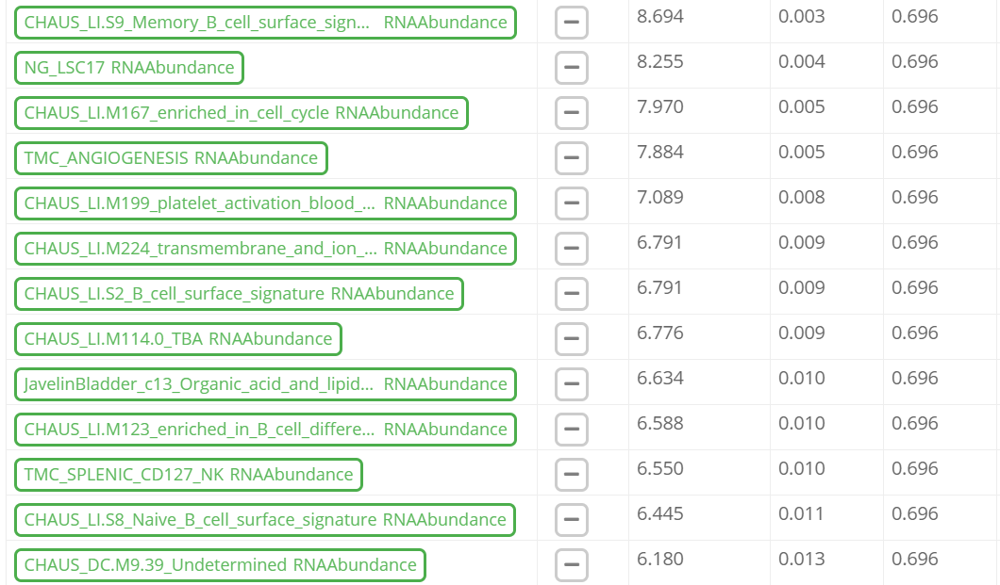 CHAUS_LI.S9_Memory_B_cell_surface_sign... RNAAbundance 8.694 0.003 0.696
NG_LSC17 RNAAbundance 8.255 0.004 0.696
CHAUS_LI.M167_enriched_in_cell_cycle RNAAbundance 7.970 0.005 0.696
TMC_ANGIOGENESIS RNAAbundance 7.884 0.005 0.696
CHAUS_LI.M199_platelet_activation_blood_... RNAAbundance 7.089 0.008 0.696
CHAUS_LI.M224_transmembrane_and_ion_... RNAAbundance 6.791 0.009 0.696
CHAUS_LI.S2_B_cell_surface_signature RNAAbundance 6.791 0.009 0.696
CHAUS_LI.M114.0_TBA RNAAbundance 6.776 0.009 0.696
JavelinBladder_c13_Organic_acid_and_lipid... RNAAbundance 6.634 0.010 0.696
CHAUS_LI.M123_enriched_in_B_cell_differe... RNAAbundance 6.588 0.010 0.696
TMC_SPLENIC_CD127_NK RNAAbundance 6.550 0.010 0.696
CHAUS_LI.S8_Naive_B_cell_surface_signature RNAAbundance 6.445 0.011 0.696
CHAUS_DC.M9.39_Undetermined RNAAbundance 6.180 0.013 0.696